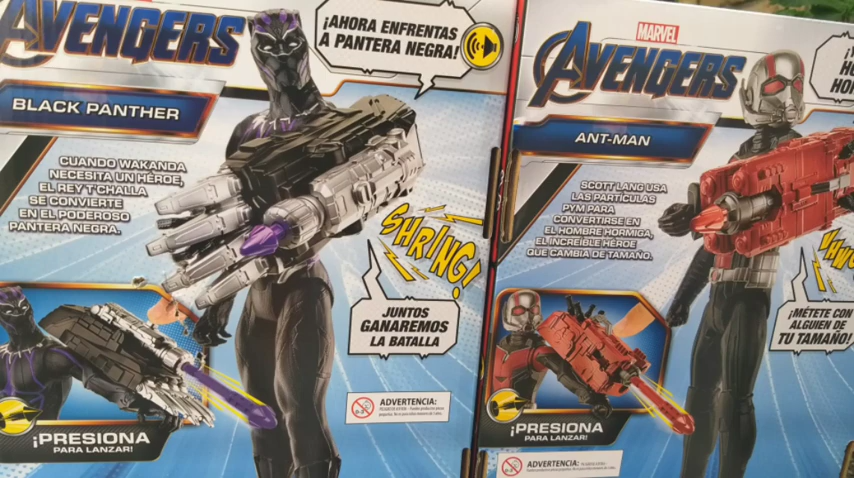 AVENGERS
BLACK PANTHER
¡AHORA ENFRENTAS
A PANTERA NEGRA!
CUANDO WAKANDA
NECESITA UN HÉROE,
EL REY T'CHALLA
SE CONVIERTE
EN EL PODEROSO
PANTERA NEGRA.
SHRING!
JUNTOS
GANAREMOS
LA BATALLA
ADVERTENCIA:
¡PRESIONA
PARA LANZAR!
MARVEL
AVENGERS
ANT-MAN
SCOTT LANG USA
LAS PARTÍCULAS
PYM PARA
CONVERTIRSE EN
EL HOMBRE HORMIGA,
EL INCREÍBLE HÉROE
QUE CAMBIA DE TAMAÑO.
¡MÉTETE CON
ALGUIEN DE
TU TAMAÑO!
¡PRESIONA
PARA LANZAR!
ADVERTENCIA: